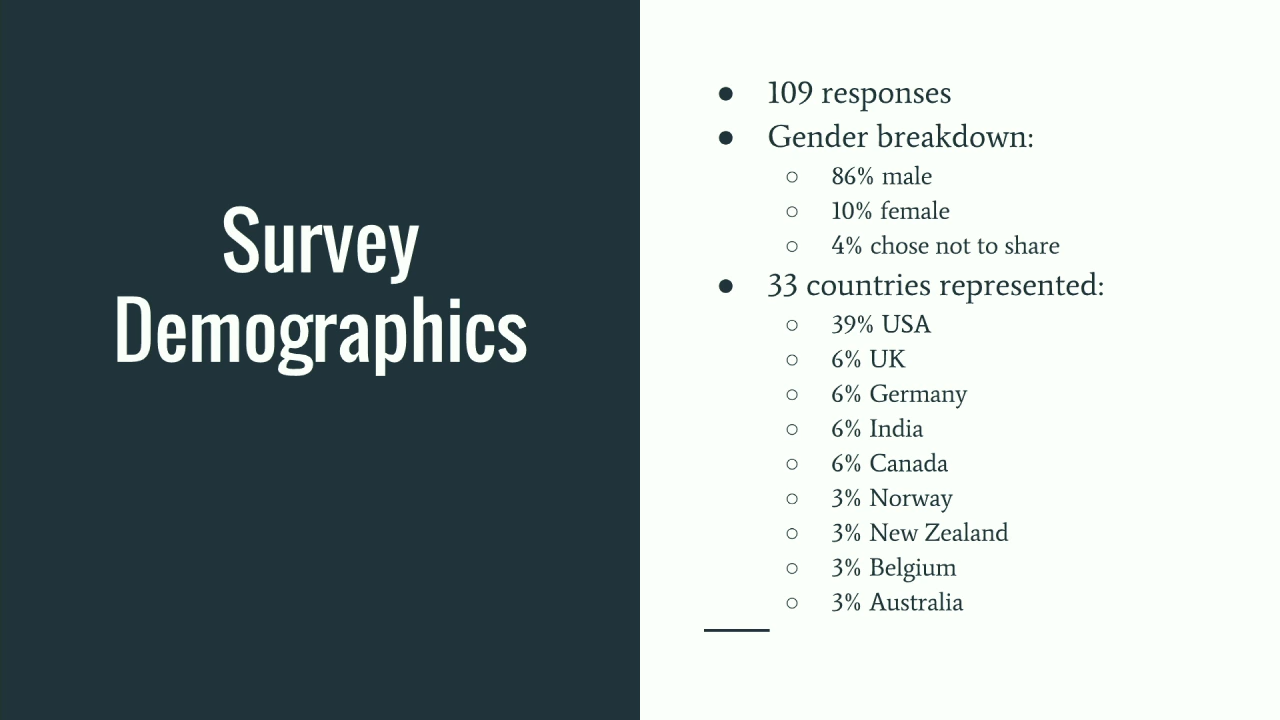 Survey
Demographics
● 109 responses
● Gender breakdown:
○ 86% male
○ 10% female
○ 4% chose not to share
● 33 countries represented:
○ 39% USA
○ 6% UK
○ 6% Germany
○ 6% India
○ 6% Canada
○ 3% Norway
○ 3% New Zealand
○ 3% Belgium
○ 3% Australia